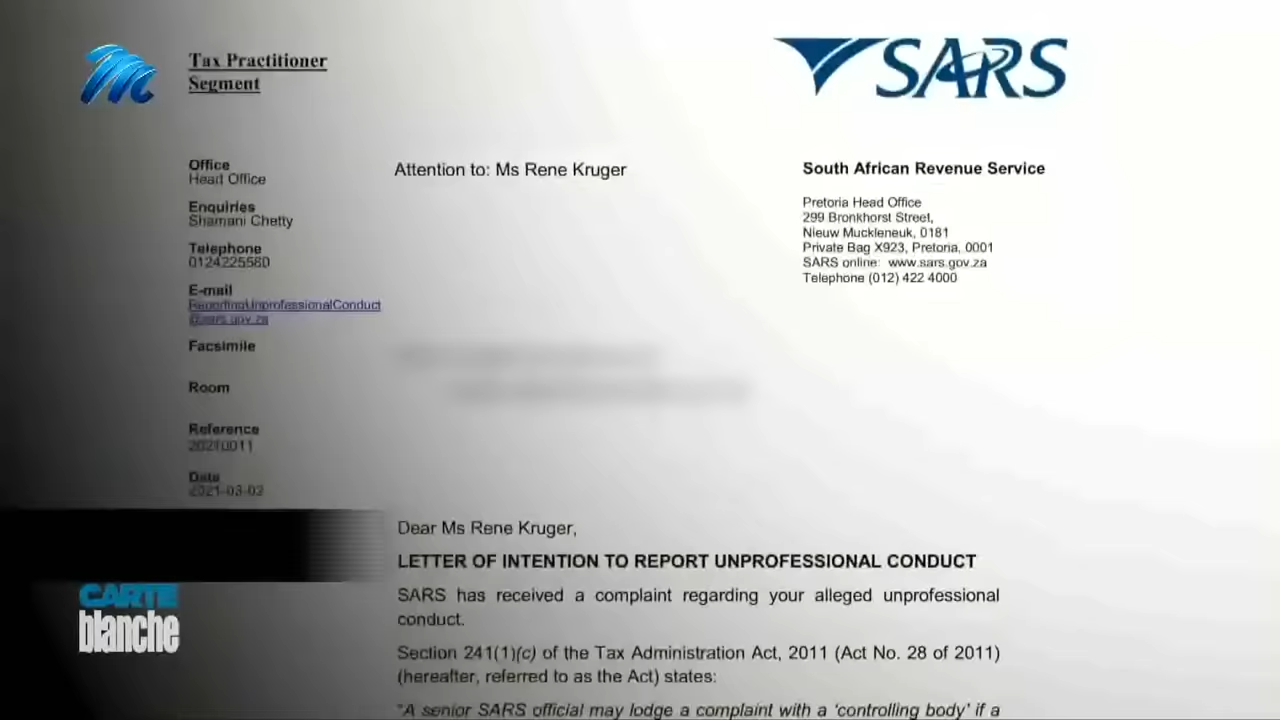 Tax Practitioner
Segment
SARS
Office
Head Office
Enquiries
Shamani Chetty
Telephone
0124225580
E-mail
ReportingUnprofessionalConduct
@sars.gov.za
Facsimile
Room
Reference
20210011
Date
2021-03-02
Attention to: Ms Rene Kruger
South African Revenue Service
Pretoria Head Office
299 Bronkhorst Street,
Nieuw Muckleneuk, 0181
Private Bag X923, Pretoria, 0001
SARS online: www.sars.gov.za
Telephone (012) 422 4000
Dear Ms Rene Kruger,
LETTER OF INTENTION TO REPORT UNPROFESSIONAL CONDUCT
SARS has received a complaint regarding your alleged unprofessional
conduct.
Section 241(1)(c) of the Tax Administration Act, 2011 (Act No. 28 of 2011)
(hereafter, referred to as the Act) states:
“A senior SARS official may lodge a complaint with a ‘controlling body’ if a
CARTE
blanche